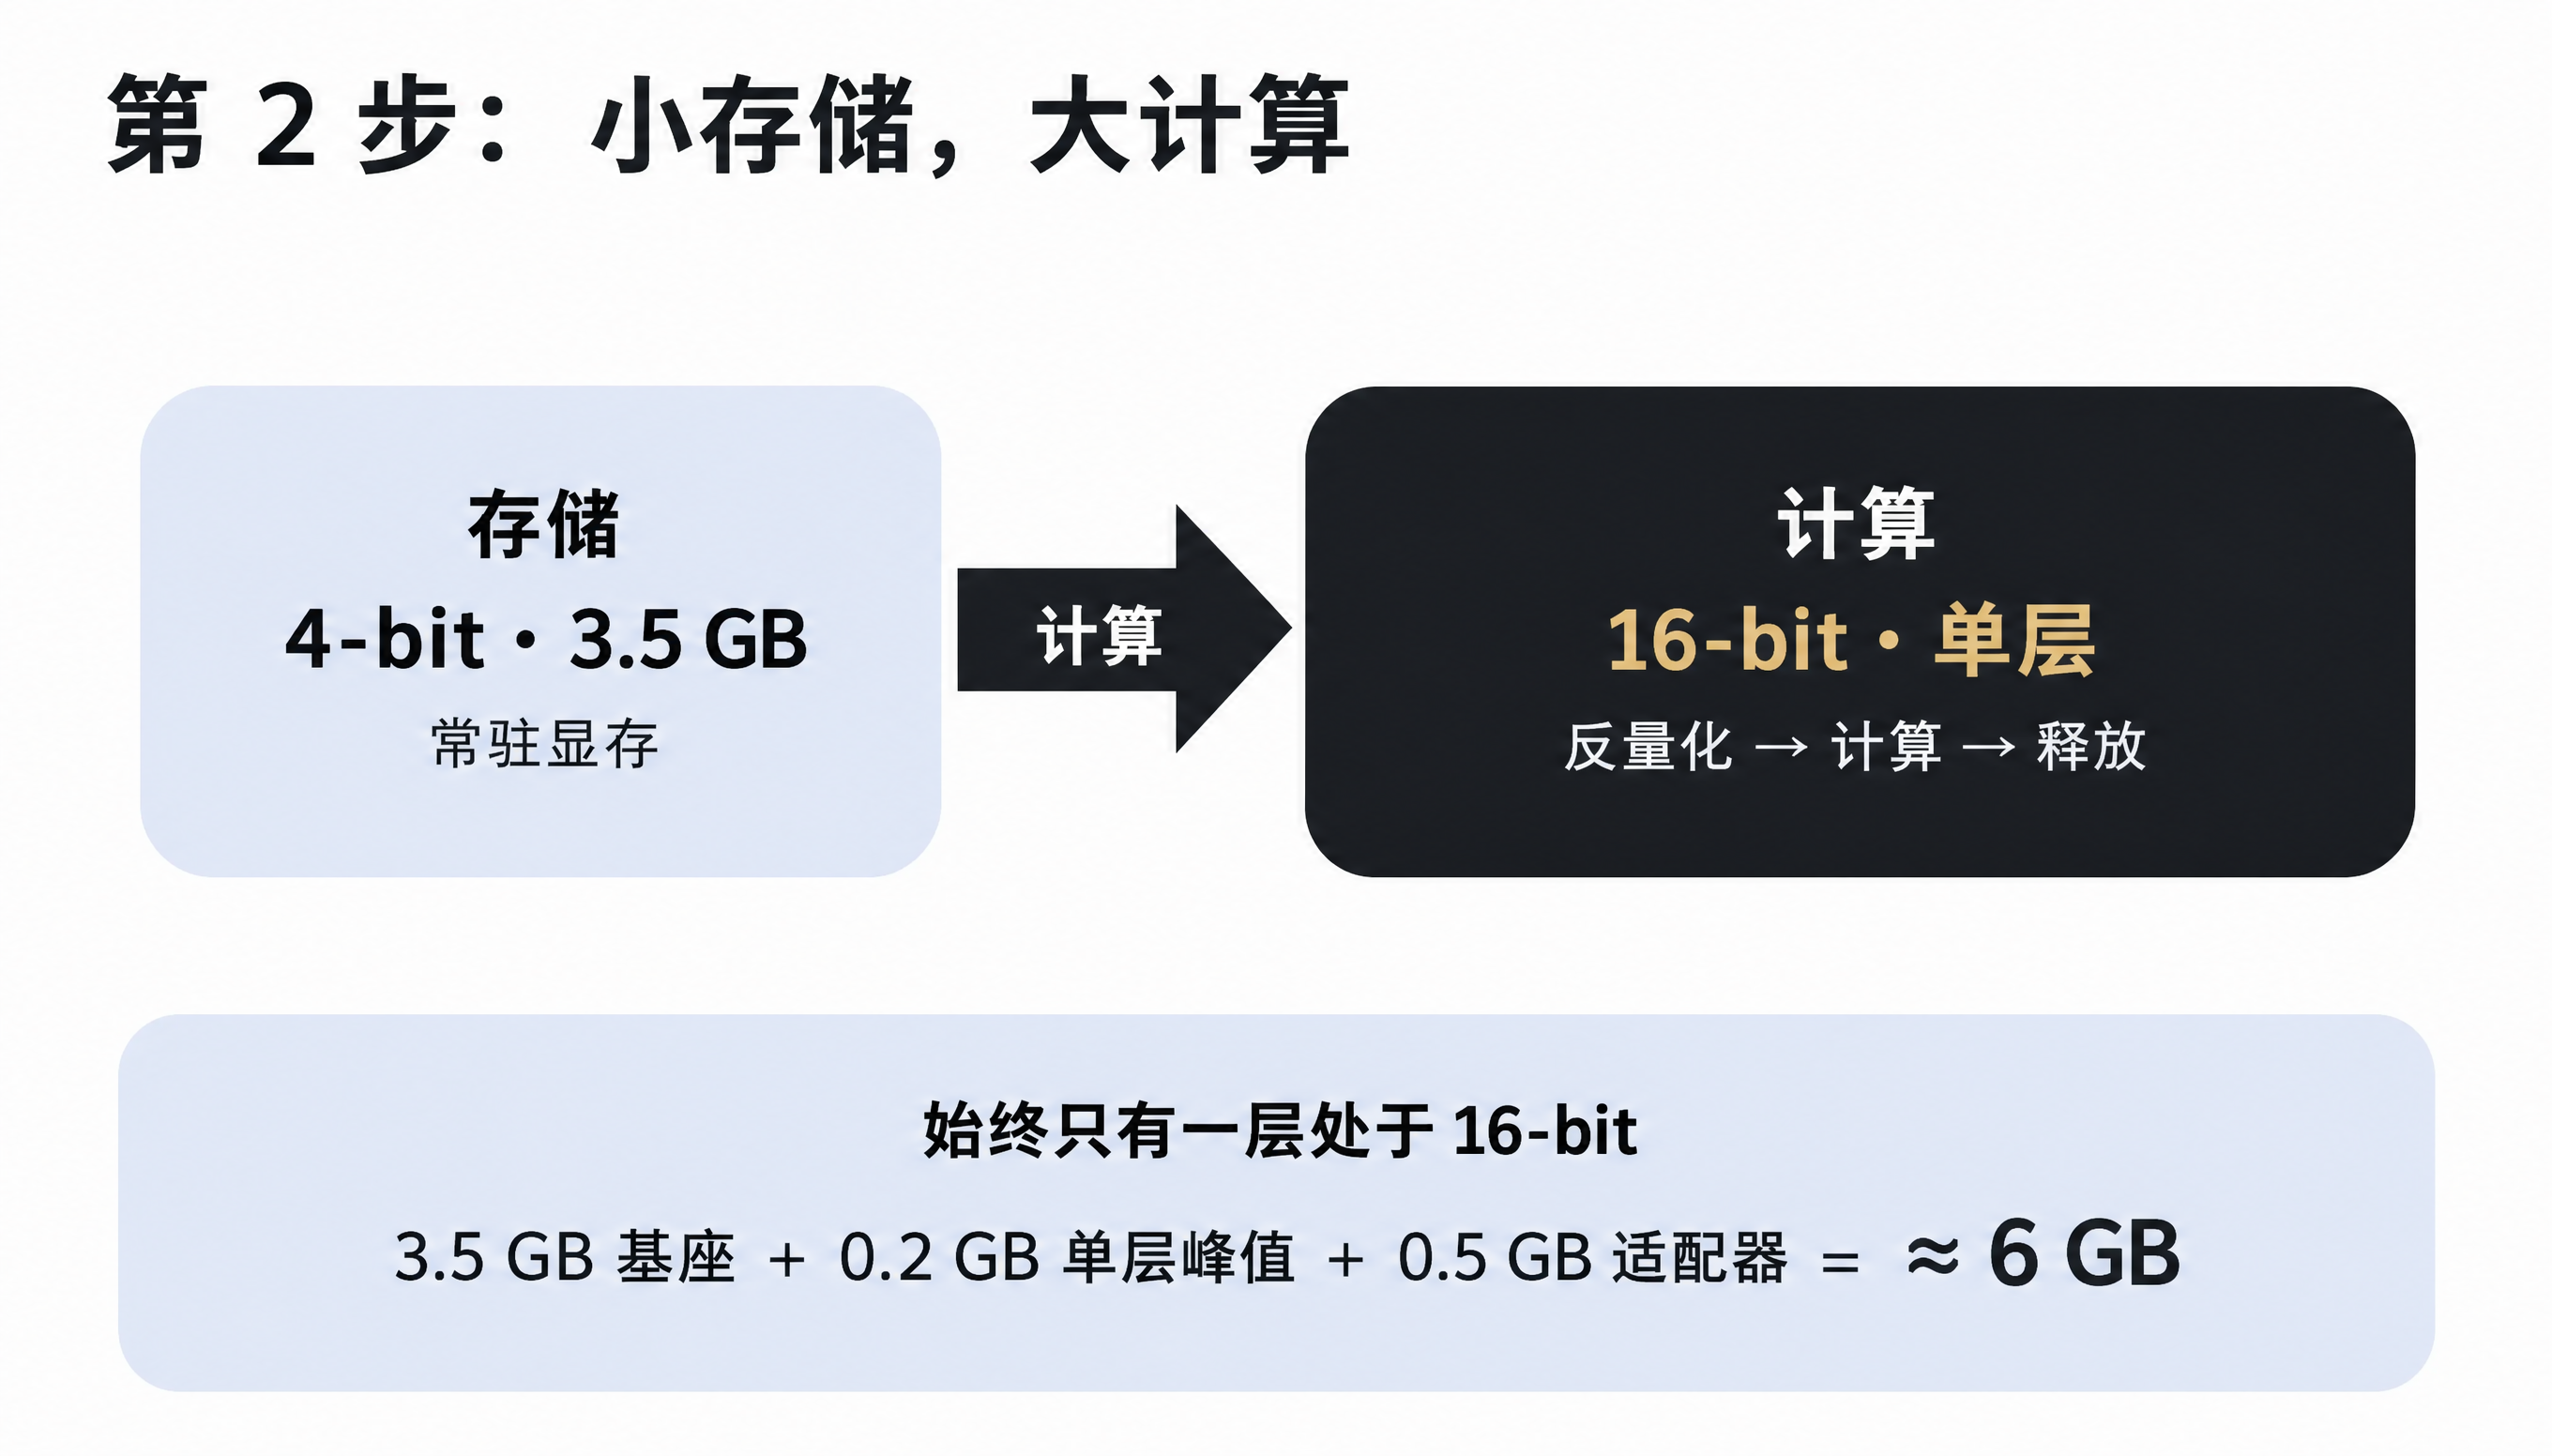 第 2 步：小存储，大计算
存储
4-bit · 3.5 GB
常驻显存
计算
计算
16-bit · 单层
反量化 → 计算 → 释放
始终只有一层处于 16-bit
3.5 GB 基座 + 0.2 GB 单层峰值 + 0.5 GB 适配器 = ≈ 6 GB